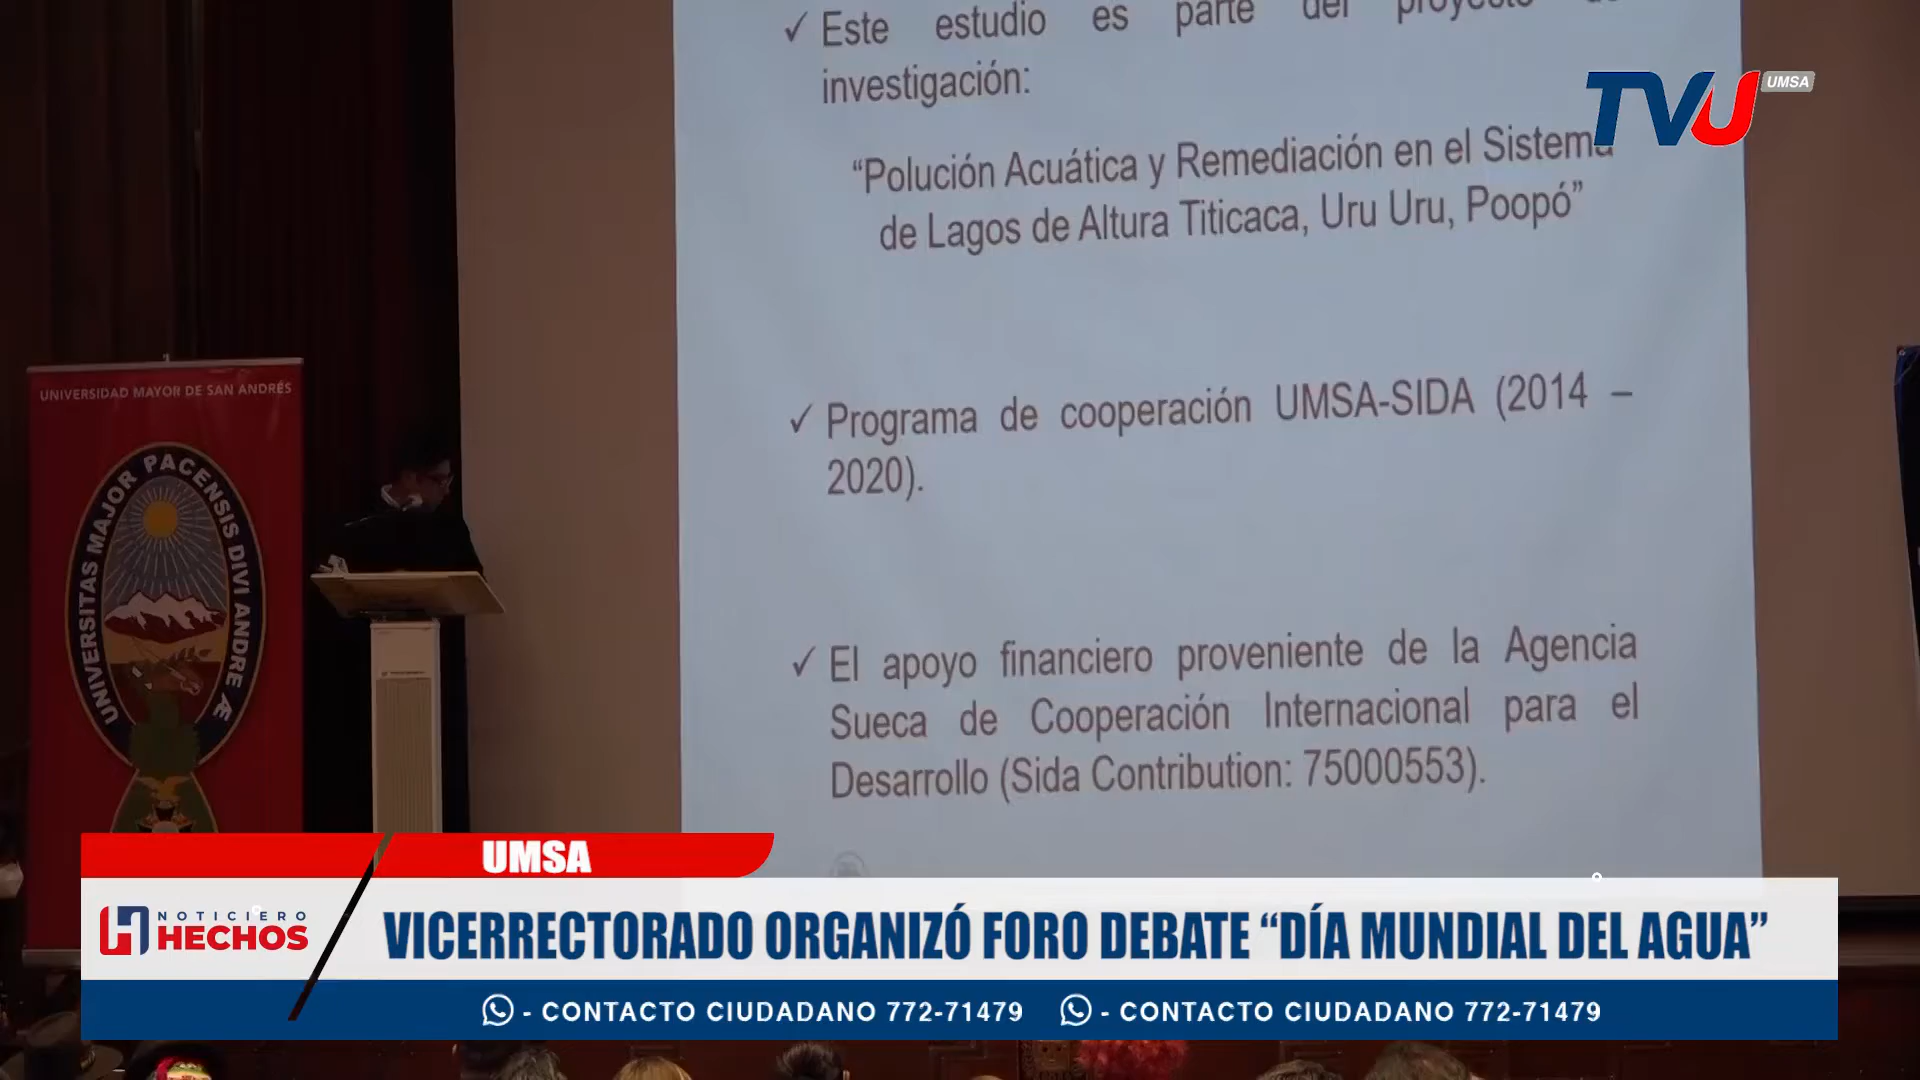 ✓ Este estudio es parte del proyecto de
investigación:
“Polución Acuática y Remediación en el Sistema
de Lagos de Altura Titicaca, Uru Uru, Poopó”
✓ Programa de cooperación UMSA-SIDA (2014 –
2020).
✓ El apoyo financiero proveniente de la Agencia
Sueca de Cooperación Internacional para el
Desarrollo (Sida Contribution: 75000553).
TVU UMSA
UNIVERSIDAD MAYOR DE SAN ANDRÉS
UNIVERSITAS MAJOR PACENSIS DIVI ANDRE Æ
UMSA
NOTICIERO
HECHOS
VICERRECTORADO ORGANIZÓ FORO DEBATE “DÍA MUNDIAL DEL AGUA”
- CONTACTO CIUDADANO 772-71479 - CONTACTO CIUDADANO 772-71479